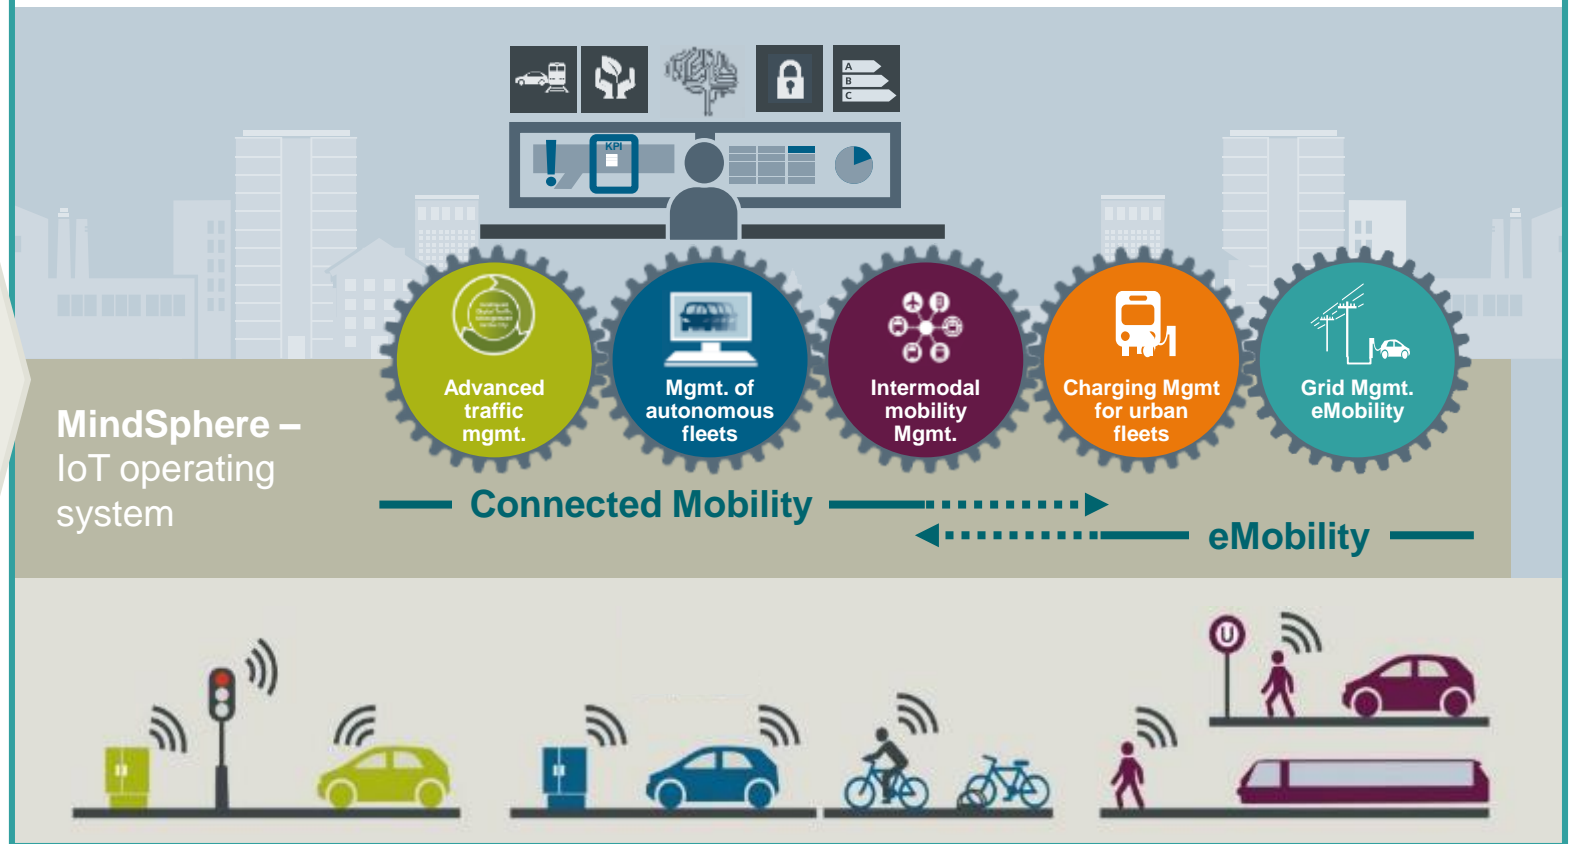 A
B
C
KPI
Advanced
traffic
mgmt.
Mgmt. of
autonomous
fleets
Intermodal
mobility
Mgmt.
Charging Mgmt
for urban
fleets
Grid Mgmt.
eMobility
MindSphere –
IoT operating
system
Connected Mobility
eMobility
U